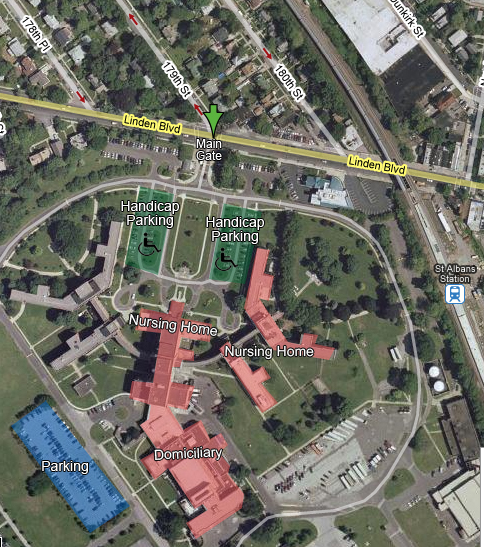 178th Pl
179th St
180th St
Dunkirk St
Linden Blvd
Main
Gate
Linden Blvd
Handicap
Parking
Handicap
Parking
St Albans
Station
Nursing Home
Nursing Home
Domiciliary
Parking